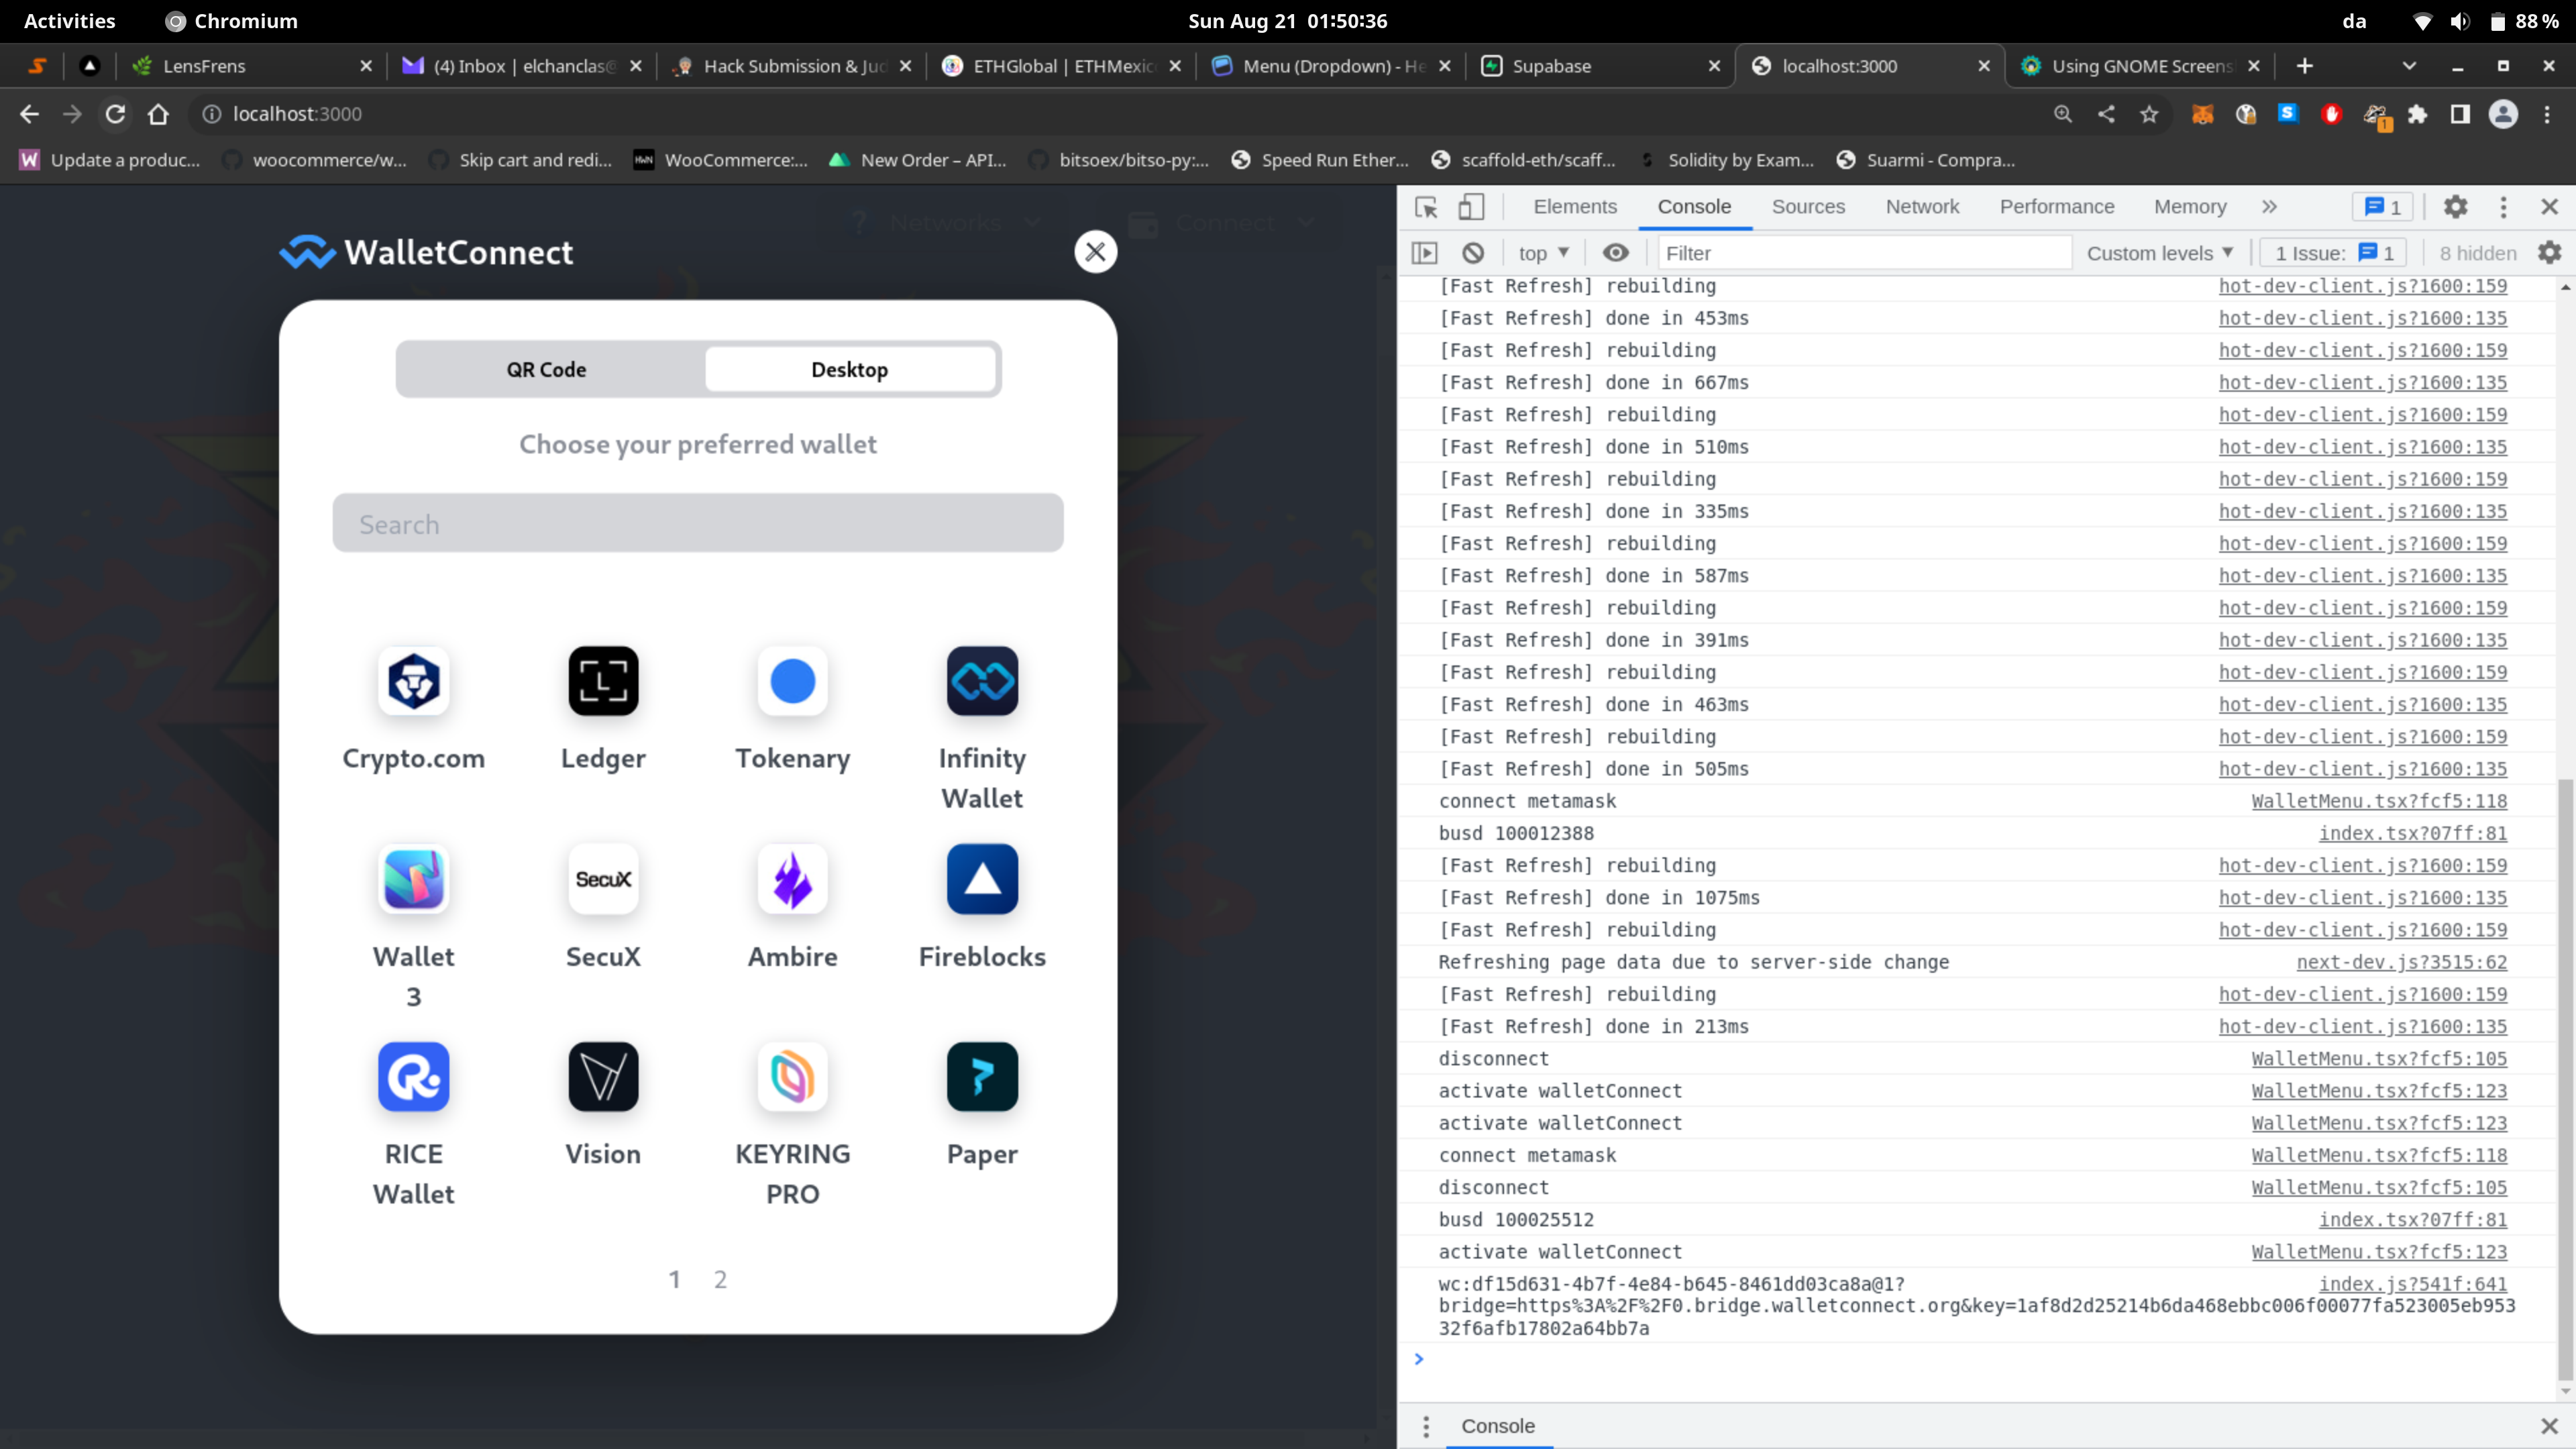 Activities
Chromium
Sun Aug 21 01:50:36
da
88 %
LensFrens
(4) Inbox | elchanclas@
Hack Submission & Jud
ETHGlobal | ETHMexic
Menu (Dropdown) - He
Supabase
localhost:3000
Using GNOME Screens
localhost:3000
1
Update a produc...
woocommerce/w...
Skip cart and redi...
WooCommerce:...
New Order – API...
bitsoex/bitso-py:...
Speed Run Ether...
scaffold-eth/scaff...
Solidity by Exam...
Suarmi - Compra...
Networks
Connect
WalletConnect
QR Code
Desktop
Choose your preferred wallet
Search
Crypto.com
Ledger
Tokenary
Infinity
Wallet
SecuX
Wallet
3
SecuX
Ambire
Fireblocks
RICE
Wallet
Vision
KEYRING
PRO
Paper
1 2
Elements
Console
Sources
Network
Performance
Memory
1
top
Filter
Custom levels
1 Issue: 1
8 hidden
[Fast Refresh] rebuilding hot-dev-client.js?1600:159
[Fast Refresh] done in 453ms hot-dev-client.js?1600:135
[Fast Refresh] rebuilding hot-dev-client.js?1600:159
[Fast Refresh] done in 667ms hot-dev-client.js?1600:135
[Fast Refresh] rebuilding hot-dev-client.js?1600:159
[Fast Refresh] done in 510ms hot-dev-client.js?1600:135
[Fast Refresh] rebuilding hot-dev-client.js?1600:159
[Fast Refresh] done in 335ms hot-dev-client.js?1600:135
[Fast Refresh] rebuilding hot-dev-client.js?1600:159
[Fast Refresh] done in 587ms hot-dev-client.js?1600:135
[Fast Refresh] rebuilding hot-dev-client.js?1600:159
[Fast Refresh] done in 391ms hot-dev-client.js?1600:135
[Fast Refresh] rebuilding hot-dev-client.js?1600:159
[Fast Refresh] done in 463ms hot-dev-client.js?1600:135
[Fast Refresh] rebuilding hot-dev-client.js?1600:159
[Fast Refresh] done in 505ms hot-dev-client.js?1600:135
connect metamask WalletMenu.tsx?fcf5:118
busd 100012388 index.tsx?07ff:81
[Fast Refresh] rebuilding hot-dev-client.js?1600:159
[Fast Refresh] done in 1075ms hot-dev-client.js?1600:135
[Fast Refresh] rebuilding hot-dev-client.js?1600:159
Refreshing page data due to server-side change next-dev.js?3515:62
[Fast Refresh] rebuilding hot-dev-client.js?1600:159
[Fast Refresh] done in 213ms hot-dev-client.js?1600:135
disconnect WalletMenu.tsx?fcf5:105
activate walletConnect WalletMenu.tsx?fcf5:123
activate walletConnect WalletMenu.tsx?fcf5:123
connect metamask WalletMenu.tsx?fcf5:118
disconnect WalletMenu.tsx?fcf5:105
busd 100025512 index.tsx?07ff:81
activate walletConnect WalletMenu.tsx?fcf5:123
wc:df15d631-4b7f-4e84-b645-8461dd03ca8a@1? index.js?541f:641
bridge=https%3A%2F%2F0.bridge.walletconnect.org&key=1af8d2d25214b6da468ebbc006f00077fa523005eb953
32f6afb17802a64bb7a
Console